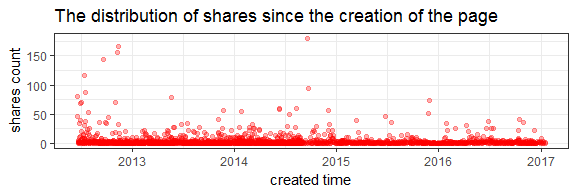 The distribution of shares since the creation of the page
shares count
150
100
50
0
2013 2014 2015 2016 2017
created time